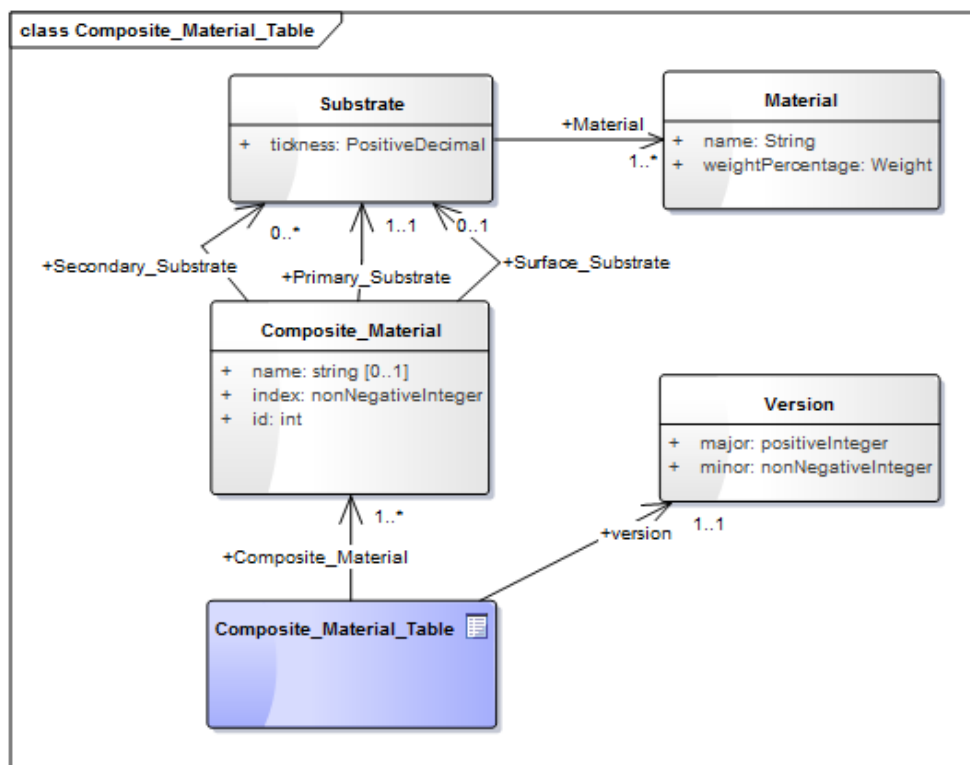 class Composite_Material_Table
Substrate
+ tickness: PositiveDecimal
+Material
1..*
Material
+ name: String
+ weightPercentage: Weight
0..*
1..1
0..1
+Secondary_Substrate
+Primary_Substrate
+Surface_Substrate
Composite_Material
+ name: string [0..1]
+ index: nonNegativeInteger
+ id: int
Version
+ major: positiveInteger
+ minor: nonNegativeInteger
1..*
1..1
+version
+Composite_Material
Composite_Material_Table